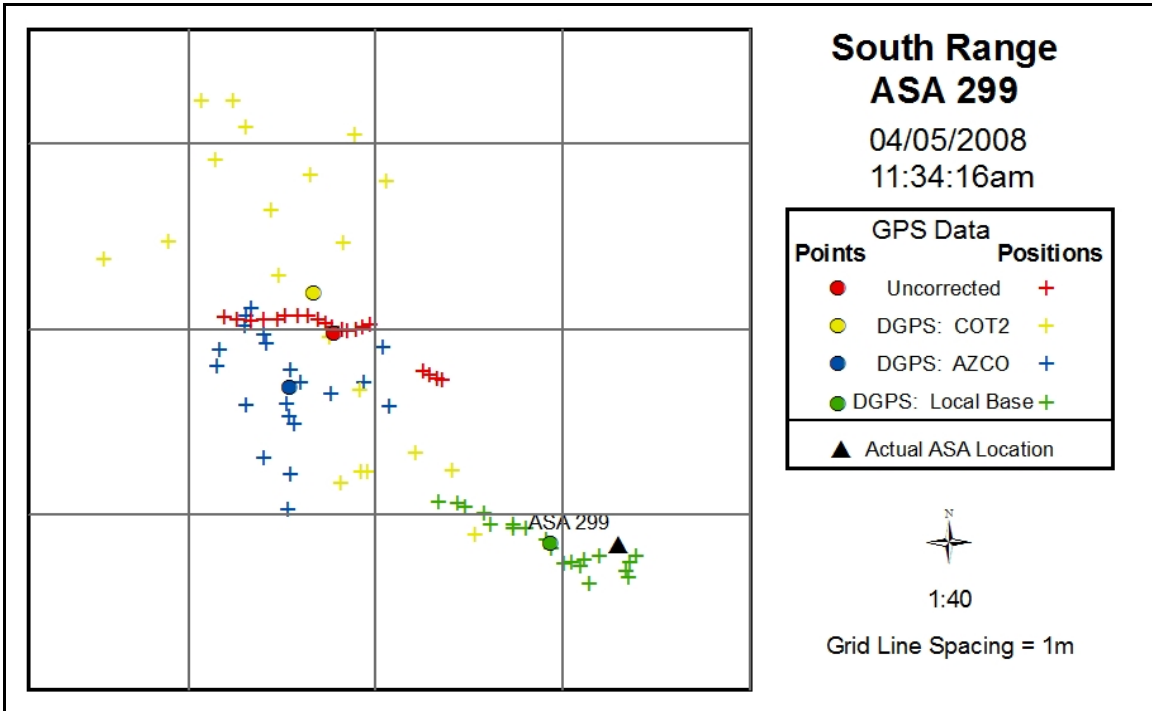 South Range
ASA 299
04/05/2008
11:34:16am
GPS Data
Points Positions
Uncorrected
DGPS: COT2
DGPS: AZCO
DGPS: Local Base
Actual ASA Location
ASA 299
N
1:40
Grid Line Spacing = 1m